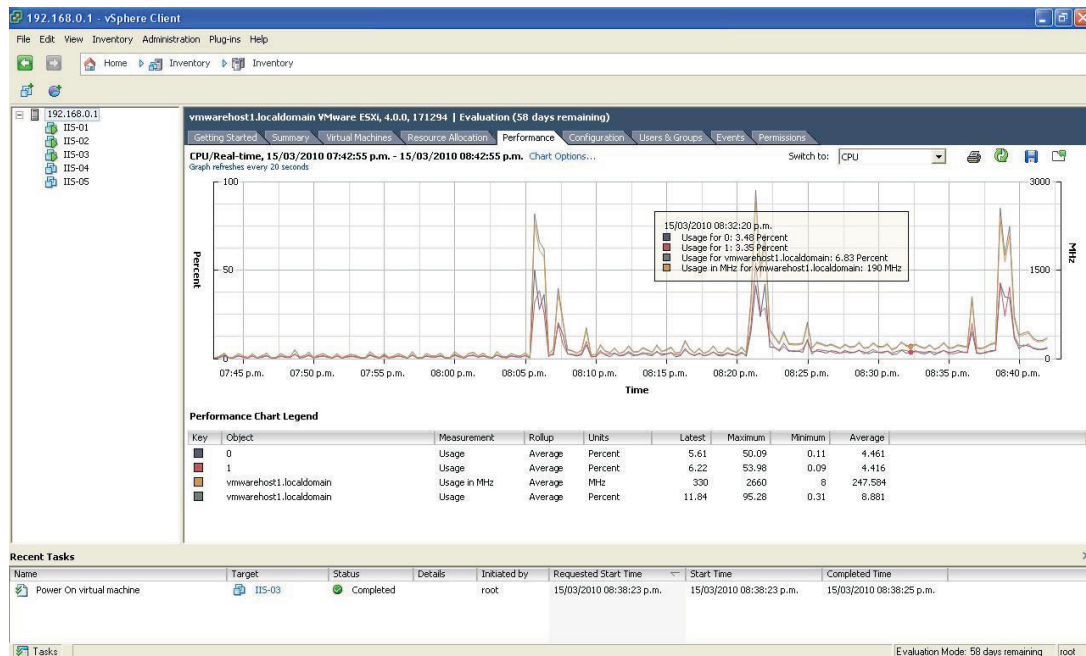 192.168.0.1 - vSphere Client
File Edit View Inventory Administration Plug-ins Help
Home Inventory Inventory
192.168.0.1
IIS-01
IIS-02
IIS-03
IIS-04
IIS-05
vmwarehost1.localdomain VMware ESXi, 4.0.0, 171294 | Evaluation (58 days remaining)
Getting Started Summary Virtual Machines Resource Allocation Performance Configuration Users & Groups Events Permissions
CPU/Real-time, 15/03/2010 07:42:55 p.m. - 15/03/2010 08:42:55 p.m. Chart Options... Switch to: CPU
Graph refreshes every 20 seconds
100 3000
15/03/2010 08:32:20 p.m.
Usage for 0: 3.48 Percent
Usage for 1: 3.35 Percent
Usage for vmwarehost1.localdomain: 6.83 Percent
Usage in MHz for vmwarehost1.localdomain: 190 MHz
Percent
MHz
50 1500
0 0
07:45 p.m. 07:50 p.m. 07:55 p.m. 08:00 p.m. 08:05 p.m. 08:10 p.m. 08:15 p.m. 08:20 p.m. 08:25 p.m. 08:30 p.m. 08:35 p.m. 08:40 p.m.
Time
Performance Chart Legend
Key Object Measurement Rollup Units Latest Maximum Minimum Average
0 Usage Average Percent 5.61 50.09 0.11 4.461
1 Usage Average Percent 6.22 53.98 0.09 4.416
vmwarehost1.localdomain Usage in MHz Average MHz 330 2660 8 247.584
vmwarehost1.localdomain Usage Average Percent 11.84 95.28 0.31 8.881
Recent Tasks
Name Target Status Details Initiated by Requested Start Time Start Time Completed Time
Power On virtual machine IIS-03 Completed root 15/03/2010 08:38:23 p.m. 15/03/2010 08:38:23 p.m. 15/03/2010 08:38:25 p.m.
Tasks Evaluation Mode: 58 days remaining root